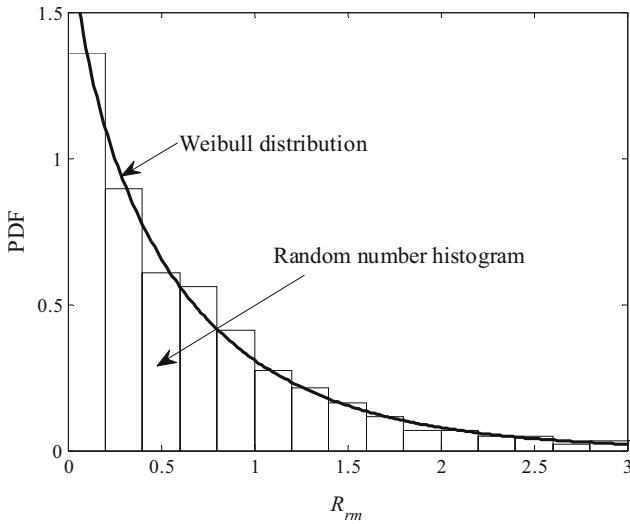 1.5
Weibull distribution
1
PDF
Random number histogram
0.5
0
0 0.5 1 1.5 2 2.5 3
R_rm